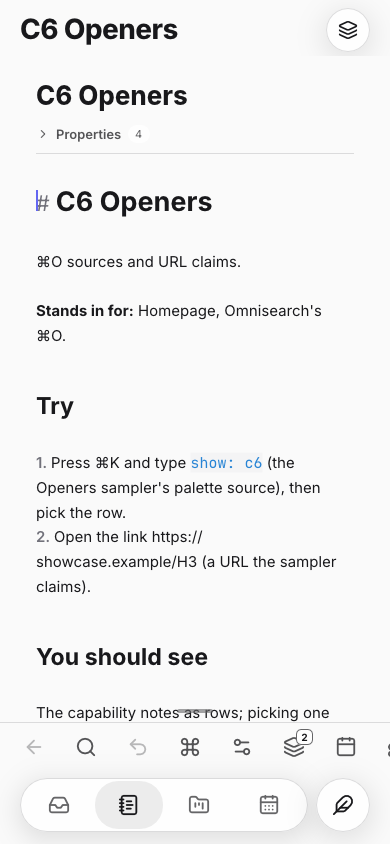 C6 Openers
C6 Openers
Properties 4
# C6 Openers
⌘O sources and URL claims.
Stands in for: Homepage, Omnisearch's
⌘O.
Try
1. Press ⌘K and type show: c6 (the
Openers sampler's palette source), then
pick the row.
2. Open the link https://
showcase.example/H3 (a URL the sampler
claims).
You should see
The capability notes as rows; picking one
2